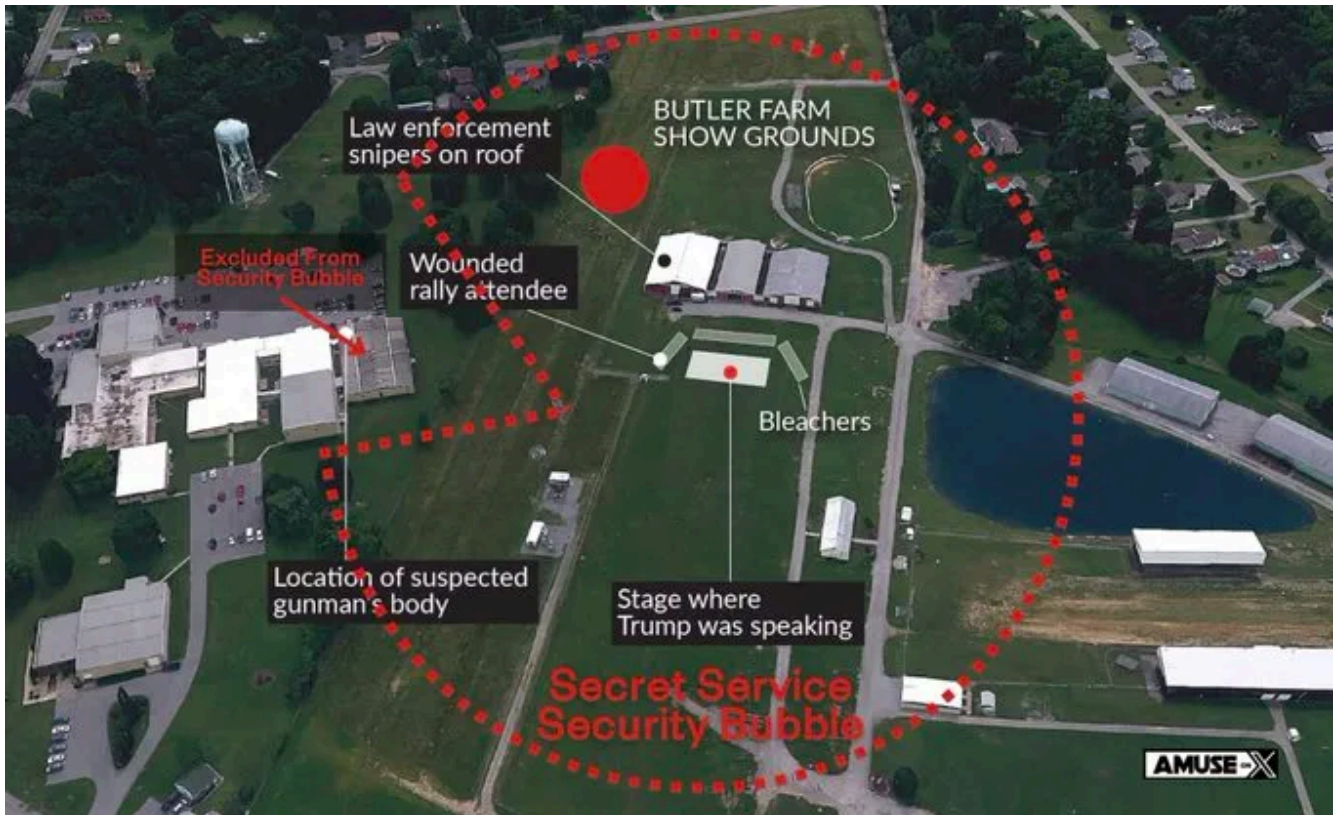 Law enforcement
snipers on roof
BUTLER FARM
SHOW GROUNDS
Excluded From
Security Bubble
Wounded
rally attendee
Bleachers
Location of suspected
gunman's body
Stage where
Trump was speaking
Secret Service
Security Bubble
AMUSE-ON-X